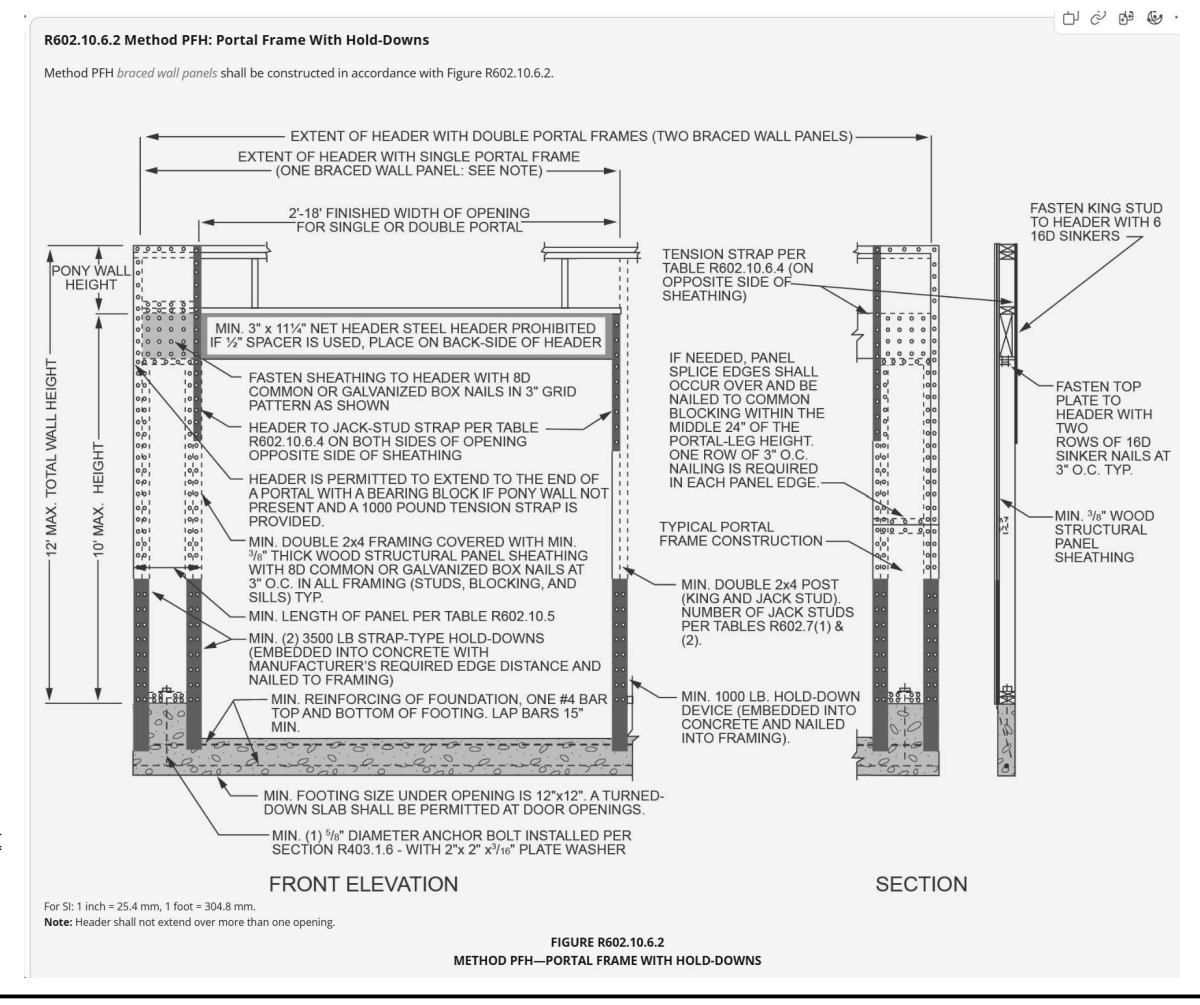 R602.10.6.2 Method PFH: Portal Frame With Hold-Downs
Method PFH braced wall panels shall be constructed in accordance with Figure R602.10.6.2.
EXTENT OF HEADER WITH DOUBLE PORTAL FRAMES (TWO BRACED WALL PANELS)
EXTENT OF HEADER WITH SINGLE PORTAL FRAME
(ONE BRACED WALL PANEL: SEE NOTE)
2'-18' FINISHED WIDTH OF OPENING
FOR SINGLE OR DOUBLE PORTAL
PONY WALL
HEIGHT
12' MAX. TOTAL WALL HEIGHT
10' MAX. HEIGHT
MIN. 3" x 11¼" NET HEADER STEEL HEADER PROHIBITED
IF ½" SPACER IS USED, PLACE ON BACK-SIDE OF HEADER
FASTEN SHEATHING TO HEADER WITH 8D
COMMON OR GALVANIZED BOX NAILS IN 3" GRID
PATTERN AS SHOWN
HEADER TO JACK-STUD STRAP PER TABLE
R602.10.6.4 ON BOTH SIDES OF OPENING
OPPOSITE SIDE OF SHEATHING
HEADER IS PERMITTED TO EXTEND TO THE END OF
A PORTAL WITH A BEARING BLOCK IF PONY WALL NOT
PRESENT AND A 1000 POUND TENSION STRAP IS
PROVIDED.
MIN. DOUBLE 2x4 FRAMING COVERED WITH MIN.
3/8" THICK WOOD STRUCTURAL PANEL SHEATHING
WITH 8D COMMON OR GALVANIZED BOX NAILS AT
3" O.C. IN ALL FRAMING (STUDS, BLOCKING, AND
SILLS) TYP.
MIN. LENGTH OF PANEL PER TABLE R602.10.5
MIN. (2) 3500 LB STRAP-TYPE HOLD-DOWNS
(EMBEDDED INTO CONCRETE WITH
MANUFACTURER'S REQUIRED EDGE DISTANCE AND
NAILED TO FRAMING)
MIN. REINFORCING OF FOUNDATION, ONE #4 BAR
TOP AND BOTTOM OF FOOTING. LAP BARS 15"
MIN.
MIN. FOOTING SIZE UNDER OPENING IS 12"x12". A TURNED-
DOWN SLAB SHALL BE PERMITTED AT DOOR OPENINGS.
MIN. (1) 5/8" DIAMETER ANCHOR BOLT INSTALLED PER
SECTION R403.1.6 - WITH 2"x 2" x3/16" PLATE WASHER
TENSION STRAP PER
TABLE R602.10.6.4 (ON
OPPOSITE SIDE OF
SHEATHING)
IF NEEDED, PANEL
SPLICE EDGES SHALL
OCCUR OVER AND BE
NAILED TO COMMON
BLOCKING WITHIN THE
MIDDLE 24" OF THE
PORTAL-LEG HEIGHT.
ONE ROW OF 3" O.C.
NAILING IS REQUIRED
IN EACH PANEL EDGE.
TYPICAL PORTAL
FRAME CONSTRUCTION
MIN. DOUBLE 2x4 POST
(KING AND JACK STUD).
NUMBER OF JACK STUDS
PER TABLES R602.7(1) &
(2).
MIN. 1000 LB. HOLD-DOWN
DEVICE (EMBEDDED INTO
CONCRETE AND NAILED
INTO FRAMING).
FASTEN KING STUD
TO HEADER WITH 6
16D SINKERS
FASTEN TOP
PLATE TO
HEADER WITH
TWO
ROWS OF 16D
SINKER NAILS AT
3" O.C. TYP.
MIN. 3/8" WOOD
STRUCTURAL
PANEL
SHEATHING
FRONT ELEVATION
SECTION
For SI: 1 inch = 25.4 mm, 1 foot = 304.8 mm.
Note: Header shall not extend over more than one opening.
FIGURE R602.10.6.2
METHOD PFH—PORTAL FRAME WITH HOLD-DOWNS